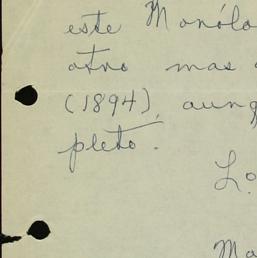 este Monólo
otro mas
(1894), aunq
pleto.
Lo
Ma